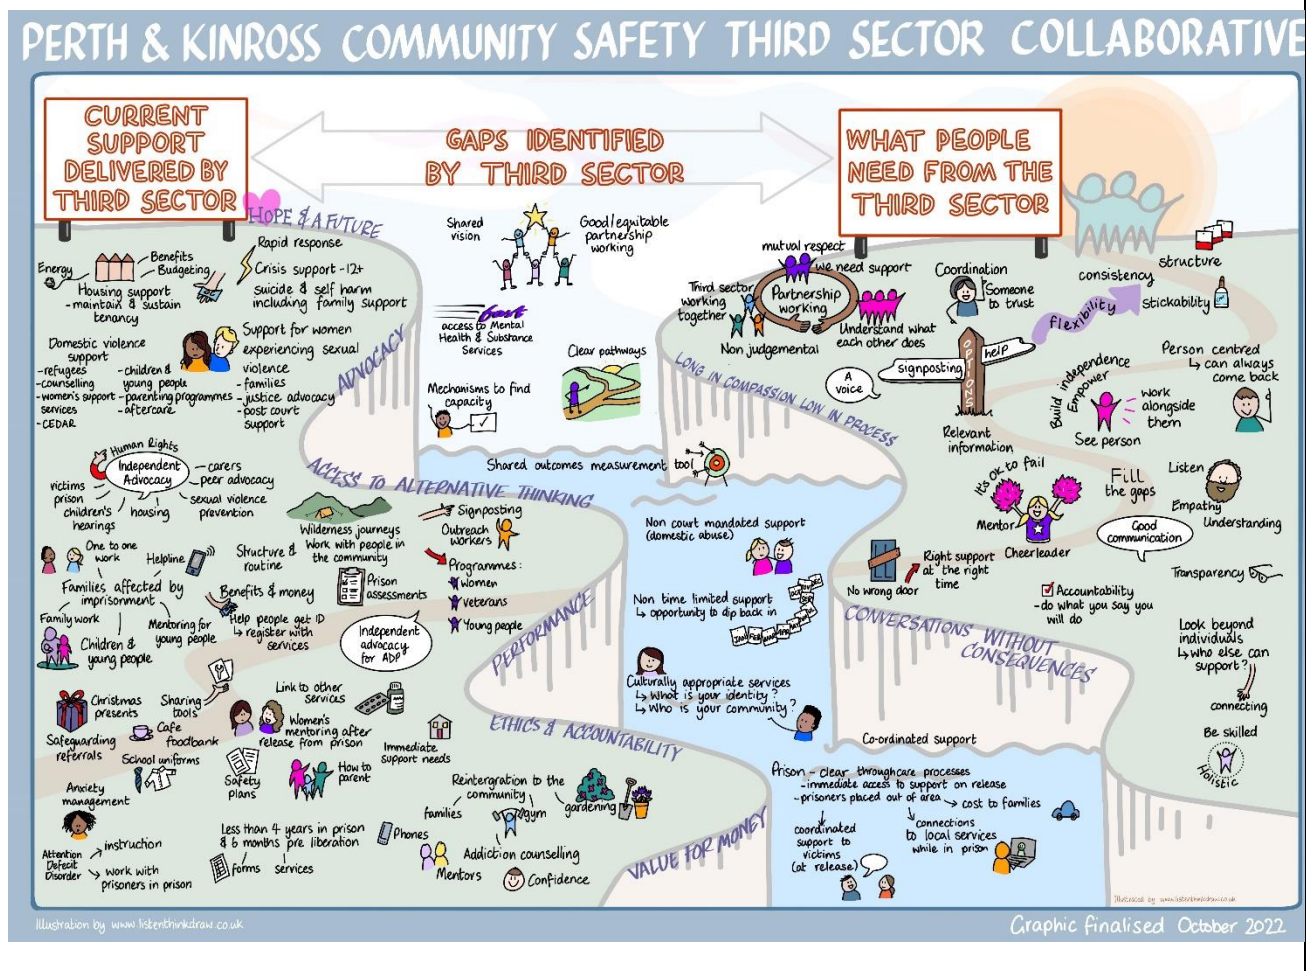 PERTH & KINROSS COMMUNITY SAFETY THIRD SECTOR COLLABORATIVE
CURRENT
SUPPORT
DELIVERED BY
THIRD SECTOR
GAPS IDENTIFIED
BY THIRD SECTOR
WHAT PEOPLE
NEED FROM THE
THIRD SECTOR
HOPE & A FUTURE
Rapid response
Energy
Benefits
Budgeting
Housing support
- maintain & sustain
tenancy
Crisis support -12+
suicide & self harm
including family support
Support for women
experiencing sexual
violence
- families
- justice advocacy
- post court
support
Domestic violence
support
- refugees
- counselling
- women's support
services
- CEDAR
- children &
young people
- parenting programmes
- aftercare
ADVOCACY
Human Rights
Independent
Advocacy
victims
prison
children's
hearings
housing
carers
peer advocacy
sexual violence
prevention
ACCESS TO ALTERNATIVE THINKING
Wilderness journeys
Work with people in
the community
Signposting
Outreach
workers
One to one
work
Helpline
Structure &
routine
Prison
assessments
Programmes:
Women
Veterans
Young people
Families affected by
imprisonment
Family work
Children &
young people
Mentoring for
young people
Benefits & money
Help people get ID
↳ register with
services
Independent
advocacy
for ADP
PERFORMANCE
Christmas
presents
Sharing
tools
Link to other
services
Safeguarding
referrals
Cafe
foodbank
Women's
mentoring after
release from prison
Immediate
support needs
ETHICS & ACCOUNTABILITY
School uniforms
Safety
plans
How to
parent
Anxiety
management
Reintergration to the
community
families
gym
gardening
Attention
Defecit
Disorder
→ instruction
→ work with
prisoners in prison
Less than 4 years in prison
& 6 months pre liberation
forms
services
Phones
Mentors
Addiction counselling
Confidence
VALUE FOR MONEY
Shared
vision
Good/equitable
partnership
working
fast
access to Mental
Health & Substance
Services
Clear pathways
Mechanisms to find
capacity
Shared outcomes measurement tool
Non court mandated support
(domestic abuse)
Non time limited support
↳ opportunity to dip back in
JAN
FEB
Culturally appropriate services
↳ What is your identity?
↳ Who is your community?
Co-ordinated support
Prison - clear throughcare processes
- immediate access to support on release
- prisoners placed out of area → cost to families
coordinated
support to
victims
(at release)
connections
to local services
while in prison
mutual respect
we need support
Third sector
working
together
Partnership
working
Understand what
each other does
Non judgemental
Coordination
Someone
to trust
consistency
structure
stickability
flexibility
LONG IN COMPASSION LOW IN PROCESS
A
voice
signposting
OPTIONS
help
Relevant
information
Build independence
Empower
work
alongside
them
See person
Person centred
↳ can always
come back
It's ok to fail
Mentor
Cheerleader
Fill
the gaps
Good
communication
Listen
Empathy
Understanding
No wrong door
Right support
at the right
time
Accountability
- do what you say you
will do
Transparency
CONVERSATIONS WITHOUT
CONSEQUENCES
Look beyond
individuals
↳ who else can
support?
connecting
Be skilled
Holistic
Illustrated by www.listenthinkdraw.co.uk
Illustration by www.listenthinkdraw.co.uk
Graphic finalised October 2022